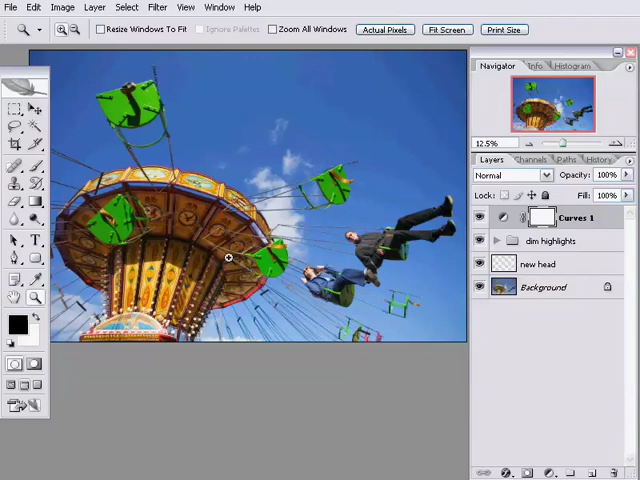 File Edit Image Layer Select Filter View Window Help
Resize Windows To Fit Ignore Palettes Zoom All Windows Actual Pixels Fit Screen Print Size
Navigator Info Histogram
12.5%
Layers Channels Paths History
Normal Opacity: 100%
Lock: Fill: 100%
Curves 1
dim highlights
new head
Background
T